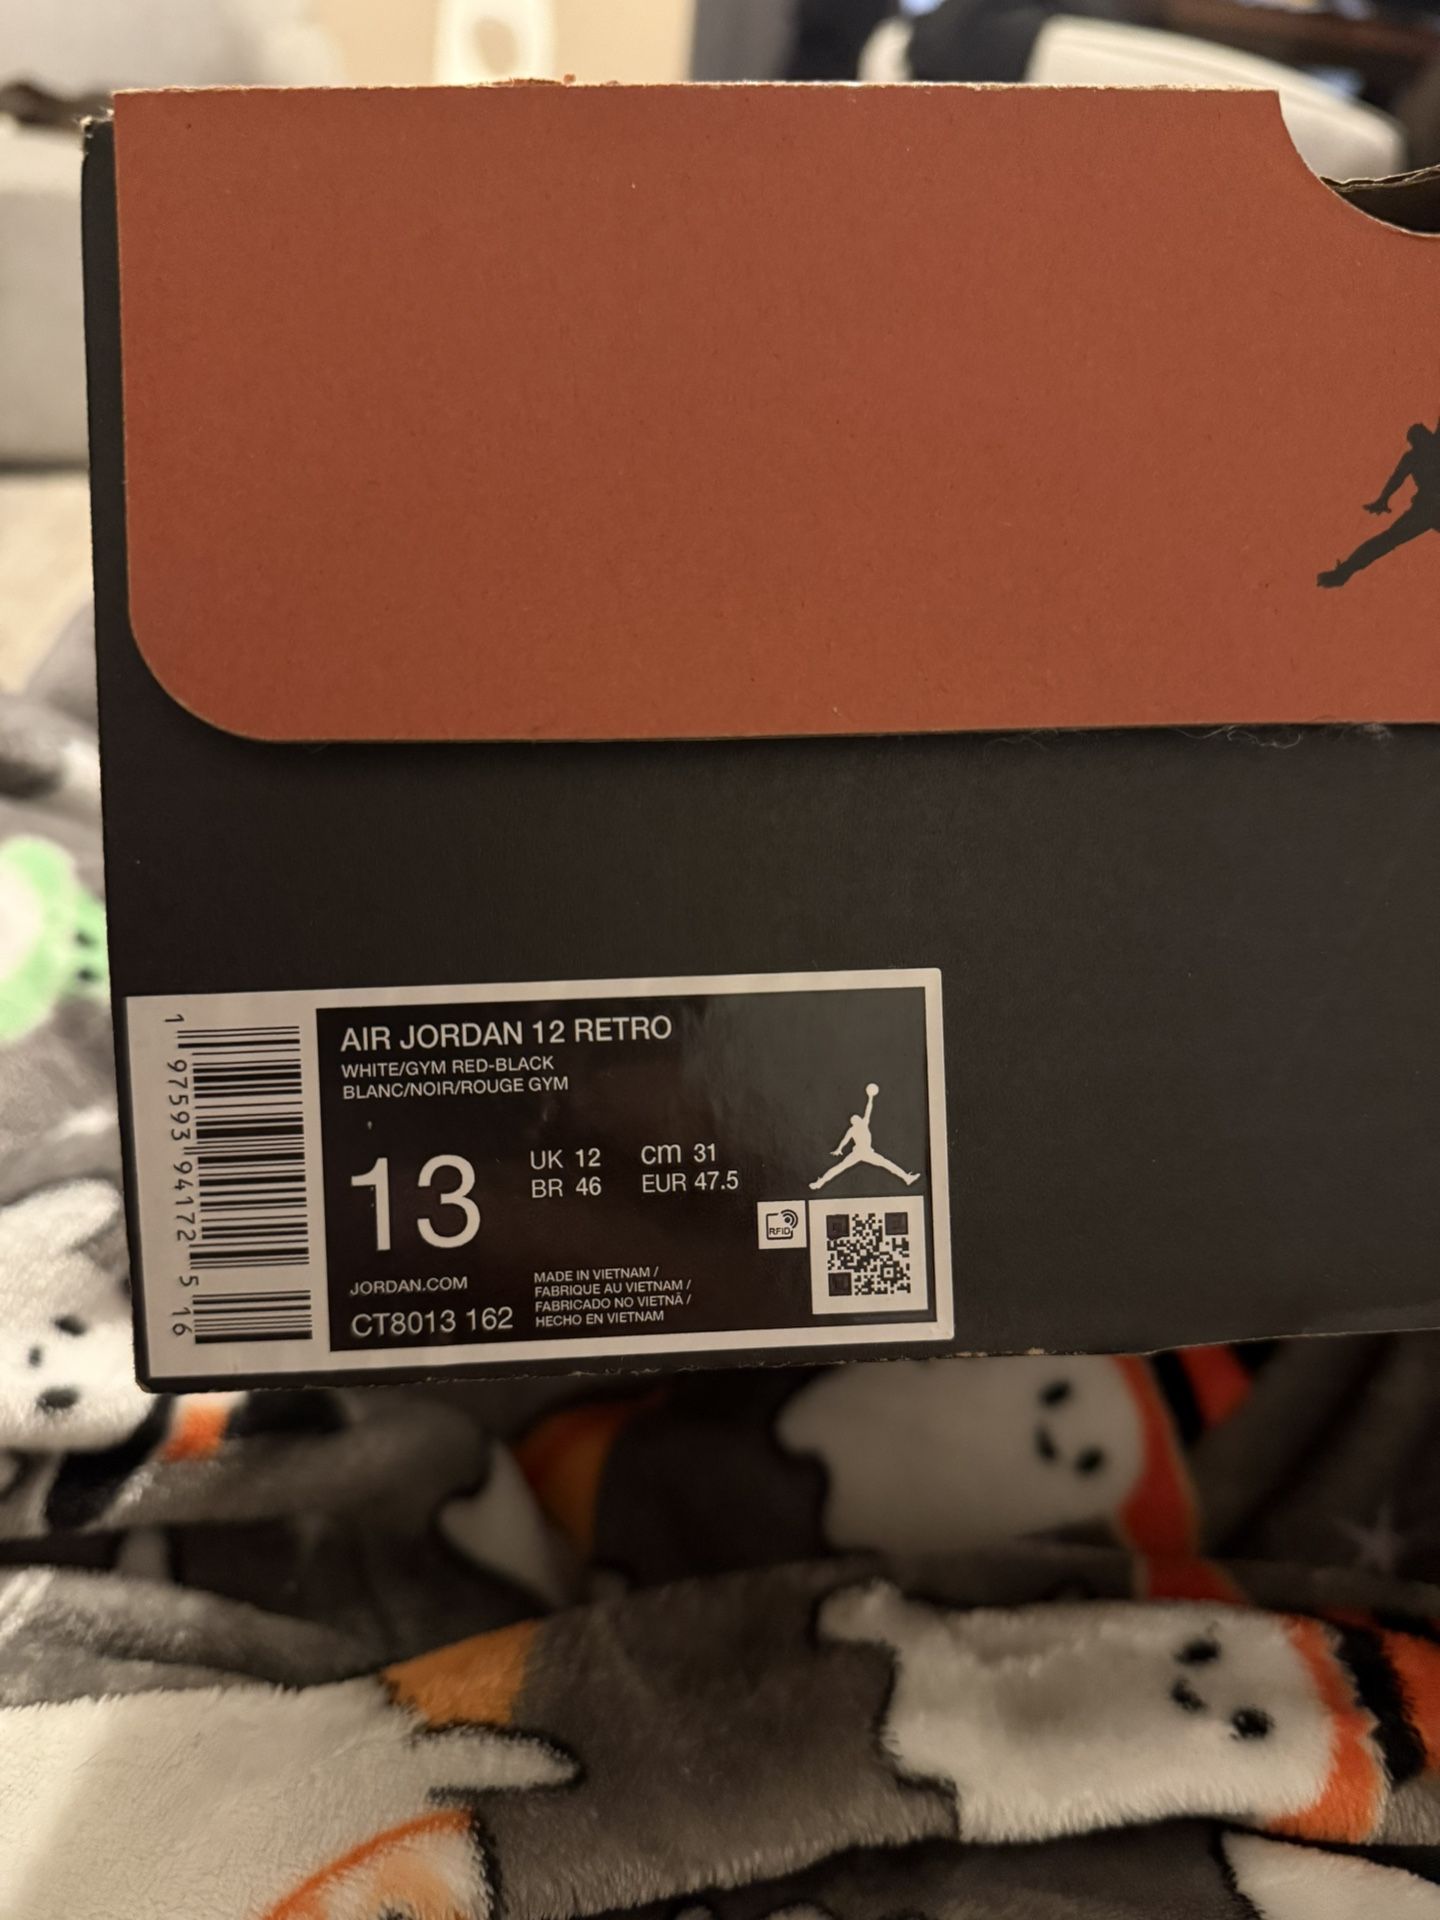 AIR JORDAN 12 RETRO
WHITE/GYM RED-BLACK
BLANC/NOIR/ROUGE GYM
13
UK 12 cm 31
BR 46 EUR 47.5
RFID
JORDAN.COM
CT8013 162
MADE IN VIETNAM /
FABRIQUE AU VIETNAM /
FABRICADO NO VIETNÃ /
HECHO EN VIETNAM
1 97593 94172 5 16